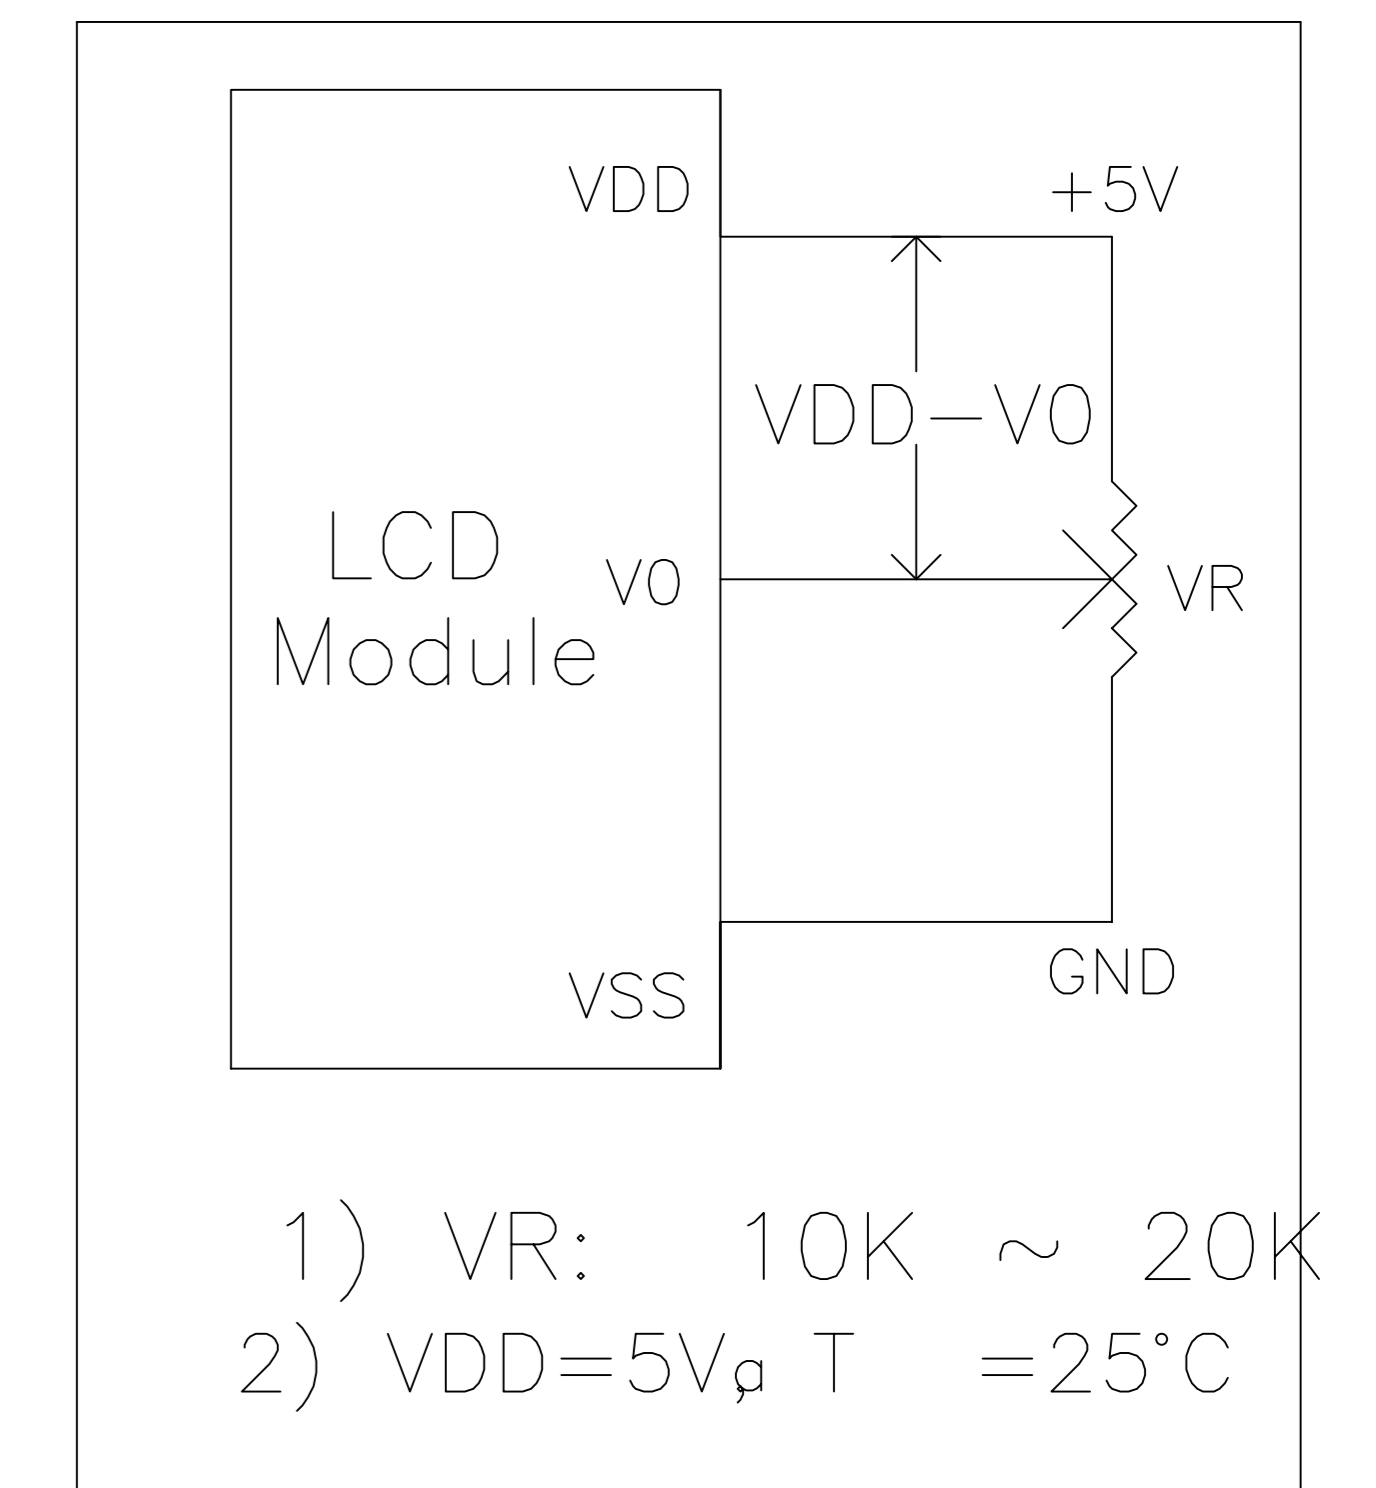 VDD
+5V
VDD-V0
LCD
V0
VR
Module
VSS
GND
1) VR: 10K ~ 20K
2) VDD=5V,a T =25°C